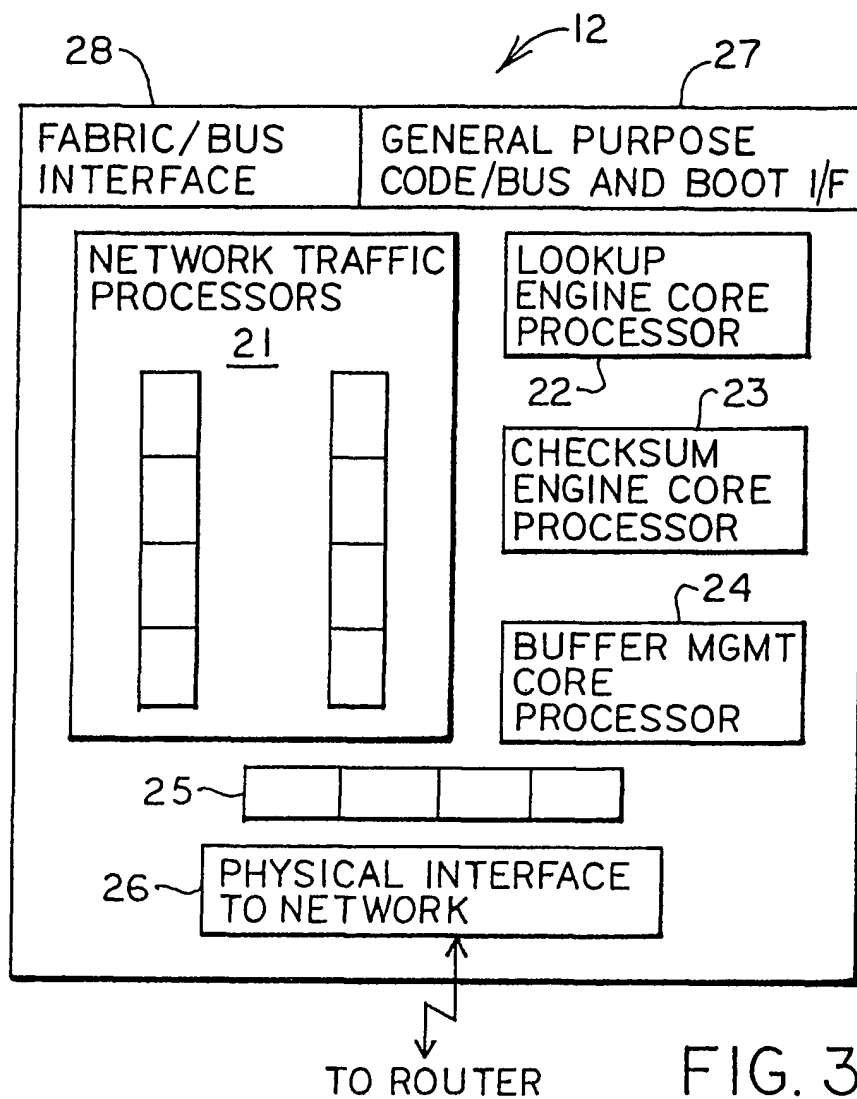 12
28
27
FABRIC/BUS
INTERFACE
GENERAL PURPOSE
CODE/BUS AND BOOT I/F
NETWORK TRAFFIC
PROCESSORS
21
LOOKUP
ENGINE CORE
PROCESSOR
22
23
CHECKSUM
ENGINE CORE
PROCESSOR
24
BUFFER MGMT
CORE
PROCESSOR
25
26
PHYSICAL INTERFACE
TO NETWORK
TO ROUTER
FIG. 3